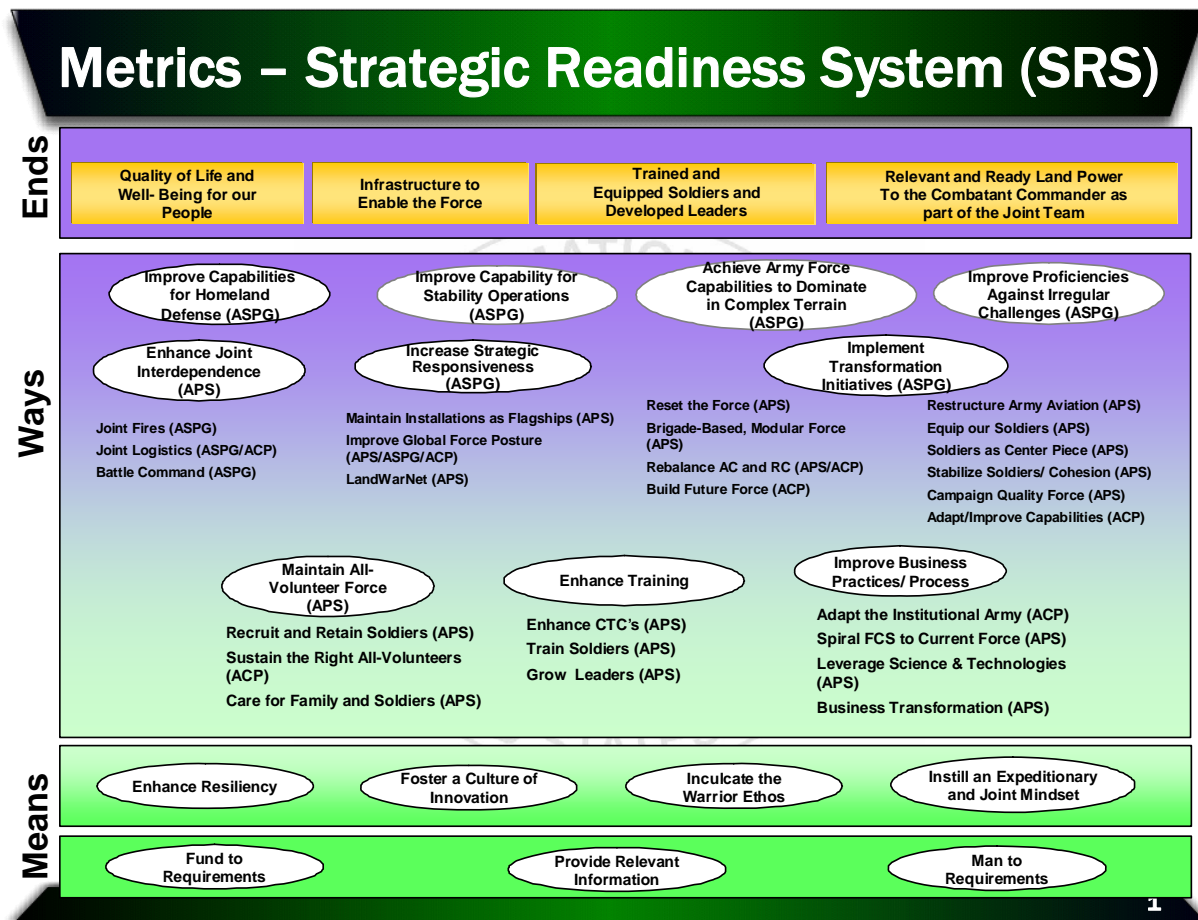 Metrics – Strategic Readiness System (SRS)
Ends
Quality of Life and
Well- Being for our
People
Infrastructure to
Enable the Force
Trained and
Equipped Soldiers and
Developed Leaders
Relevant and Ready Land Power
To the Combatant Commander as
part of the Joint Team
Ways
Improve Capabilities
for Homeland
Defense (ASPG)
Improve Capability for
Stability Operations
(ASPG)
Achieve Army Force
Capabilities to Dominate
in Complex Terrain
(ASPG)
Improve Proficiencies
Against Irregular
Challenges (ASPG)
Enhance Joint
Interdependence
(APS)
Increase Strategic
Responsiveness
(ASPG)
Implement
Transformation
Initiatives (ASPG)
Joint Fires (ASPG)
Joint Logistics (ASPG/ACP)
Battle Command (ASPG)
Maintain Installations as Flagships (APS)
Improve Global Force Posture
(APS/ASPG/ACP)
LandWarNet (APS)
Reset the Force (APS)
Brigade-Based, Modular Force
(APS)
Rebalance AC and RC (APS/ACP)
Build Future Force (ACP)
Restructure Army Aviation (APS)
Equip our Soldiers (APS)
Soldiers as Center Piece (APS)
Stabilize Soldiers/ Cohesion (APS)
Campaign Quality Force (APS)
Adapt/Improve Capabilities (ACP)
Maintain All-
Volunteer Force
(APS)
Recruit and Retain Soldiers (APS)
Sustain the Right All-Volunteers
(ACP)
Care for Family and Soldiers (APS)
Enhance Training
Enhance CTC's (APS)
Train Soldiers (APS)
Grow Leaders (APS)
Improve Business
Practices/ Process
Adapt the Institutional Army (ACP)
Spiral FCS to Current Force (APS)
Leverage Science & Technologies
(APS)
Business Transformation (APS)
Means
Enhance Resiliency
Foster a Culture of
Innovation
Inculcate the
Warrior Ethos
Instill an Expeditionary
and Joint Mindset
Fund to
Requirements
Provide Relevant
Information
Man to
Requirements
1